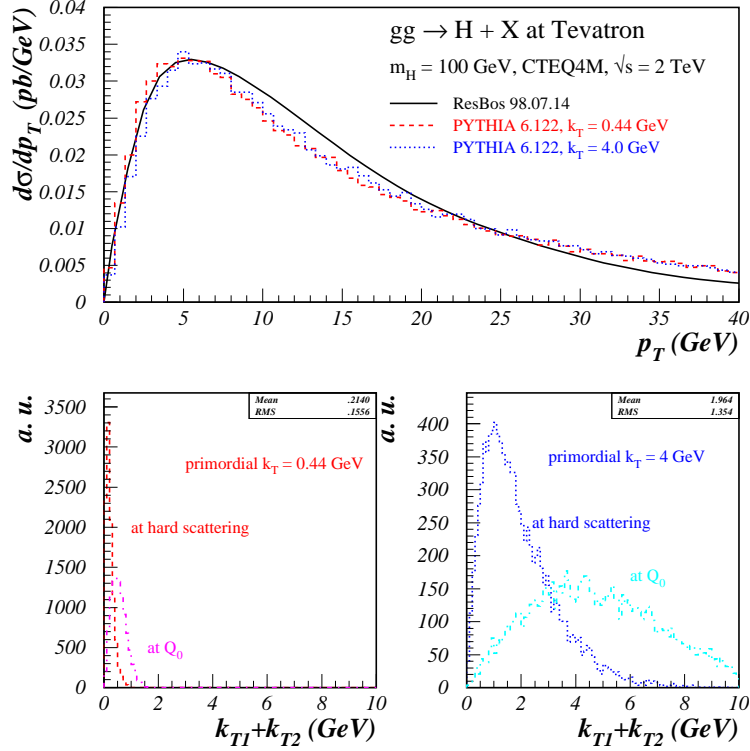 gg → H + X at Tevatron
m_H = 100 GeV, CTEQ4M, √s = 2 TeV
ResBos 98.07.14
PYTHIA 6.122, k_T = 0.44 GeV
PYTHIA 6.122, k_T = 4.0 GeV
dσ/dp_T (pb/GeV)
0.04
0.035
0.03
0.025
0.02
0.015
0.01
0.005
0
0 5 10 15 20 25 30 35 40
p_T (GeV)
a. u.
3500
3000
2500
2000
1500
1000
500
0
Mean .2140
RMS .1556
primordial k_T = 0.44 GeV
at hard scattering
at Q_0
0 2 4 6 8 10
k_T1+k_T2 (GeV)
a. u.
400
350
300
250
200
150
100
50
0
Mean 1.964
RMS 1.354
primordial k_T = 4 GeV
at hard scattering
at Q_0
0 2 4 6 8 10
k_T1+k_T2 (GeV)